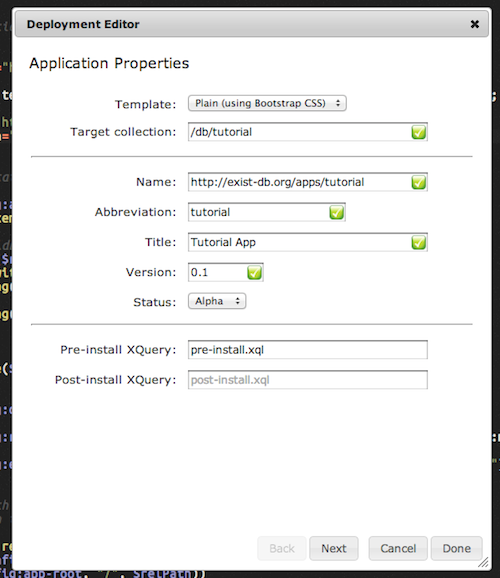 Deployment Editor
Application Properties
Template: Plain (using Bootstrap CSS)
Target collection: /db/tutorial
Name: http://exist-db.org/apps/tutorial
Abbreviation: tutorial
Title: Tutorial App
Version: 0.1
Status: Alpha
Pre-install XQuery: pre-install.xql
Post-install XQuery: post-install.xql
Back Next Cancel Done
fig:app-root, "/", $relPath))